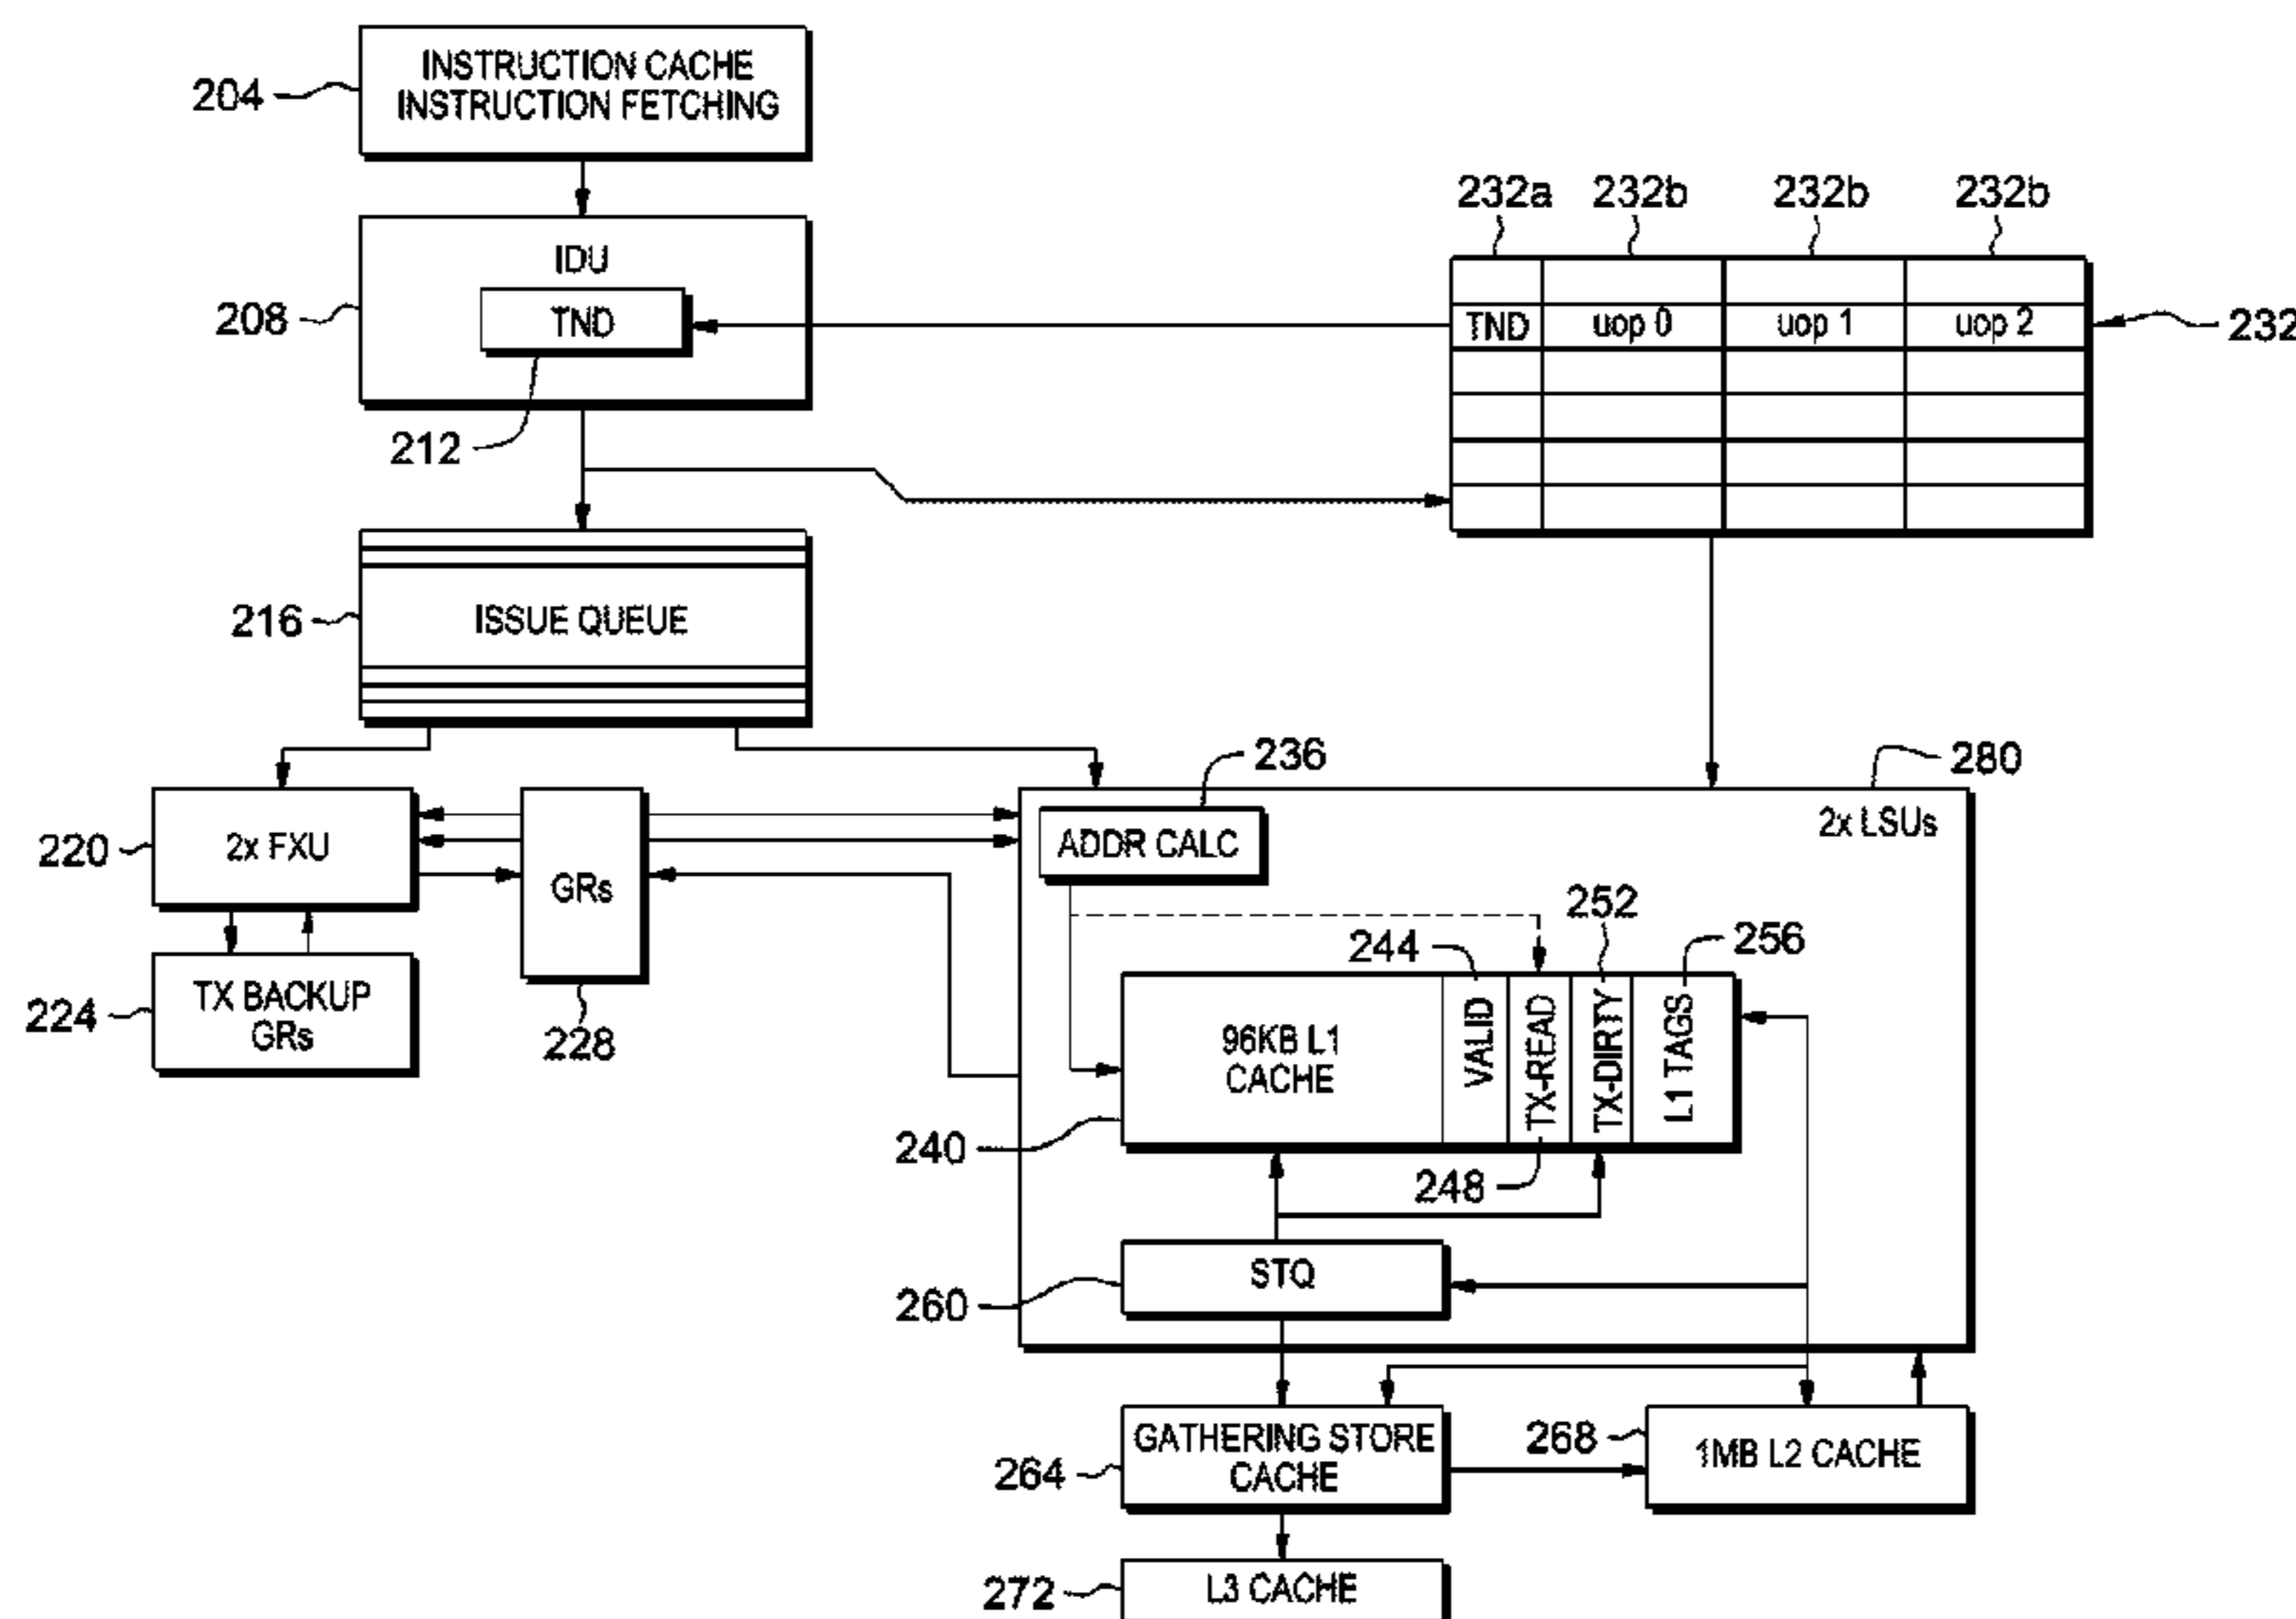 INSTRUCTION CACHE
INSTRUCTION FETCHING
204
232a 232b 232b 232b
IDU
TND
208
212
TND uop 0 uop 1 uop 2
232
ISSUE QUEUE
216
236
280
2x LSUs
2x FXU
220
GRs
228
ADDR CALC
TX BACKUP
GRs
224
252
244
256
96KB L1
CACHE
VALID
TX-READ
TX-DIRTY
L1 TAGS
240
248
STQ
260
GATHERING STORE
CACHE
264
268
1MB L2 CACHE
272
L3 CACHE